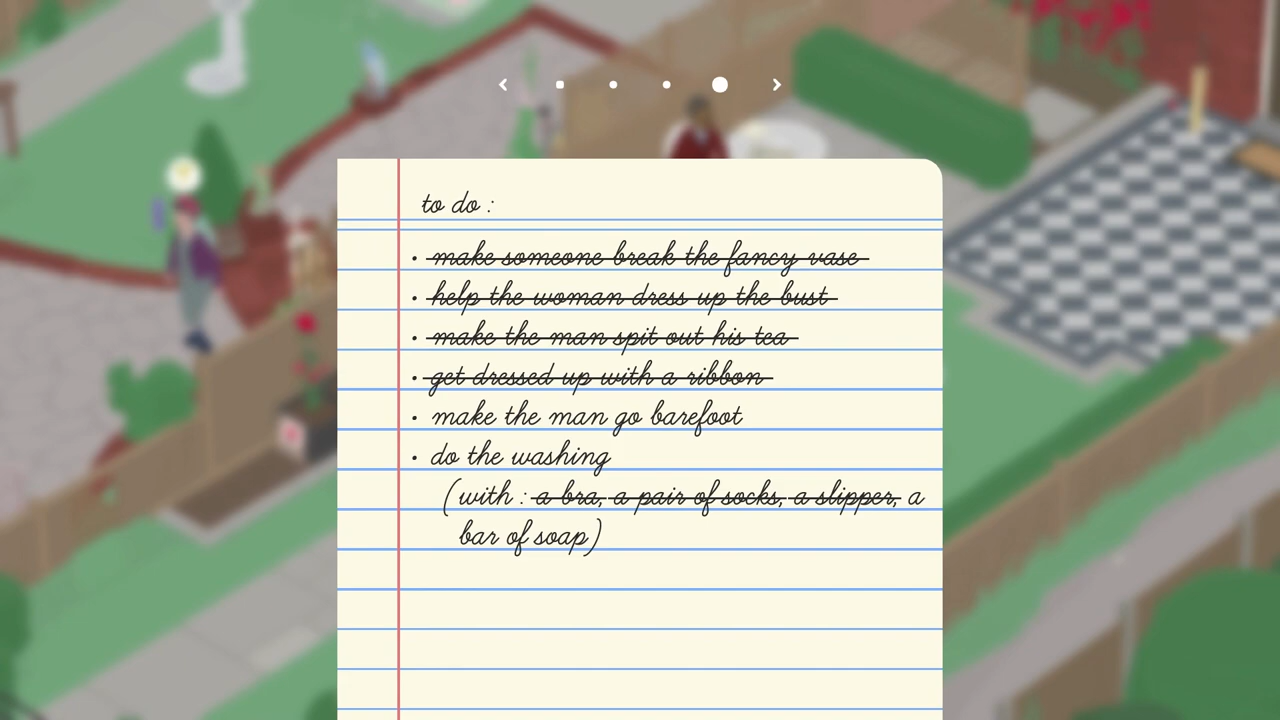 to do :
· make someone break the fancy vase
· help the woman dress up the bust
· make the man spit out his tea
· get dressed up with a ribbon
· make the man go barefoot
· do the washing
(with : a bra, a pair of socks, a slipper, a
bar of soap)